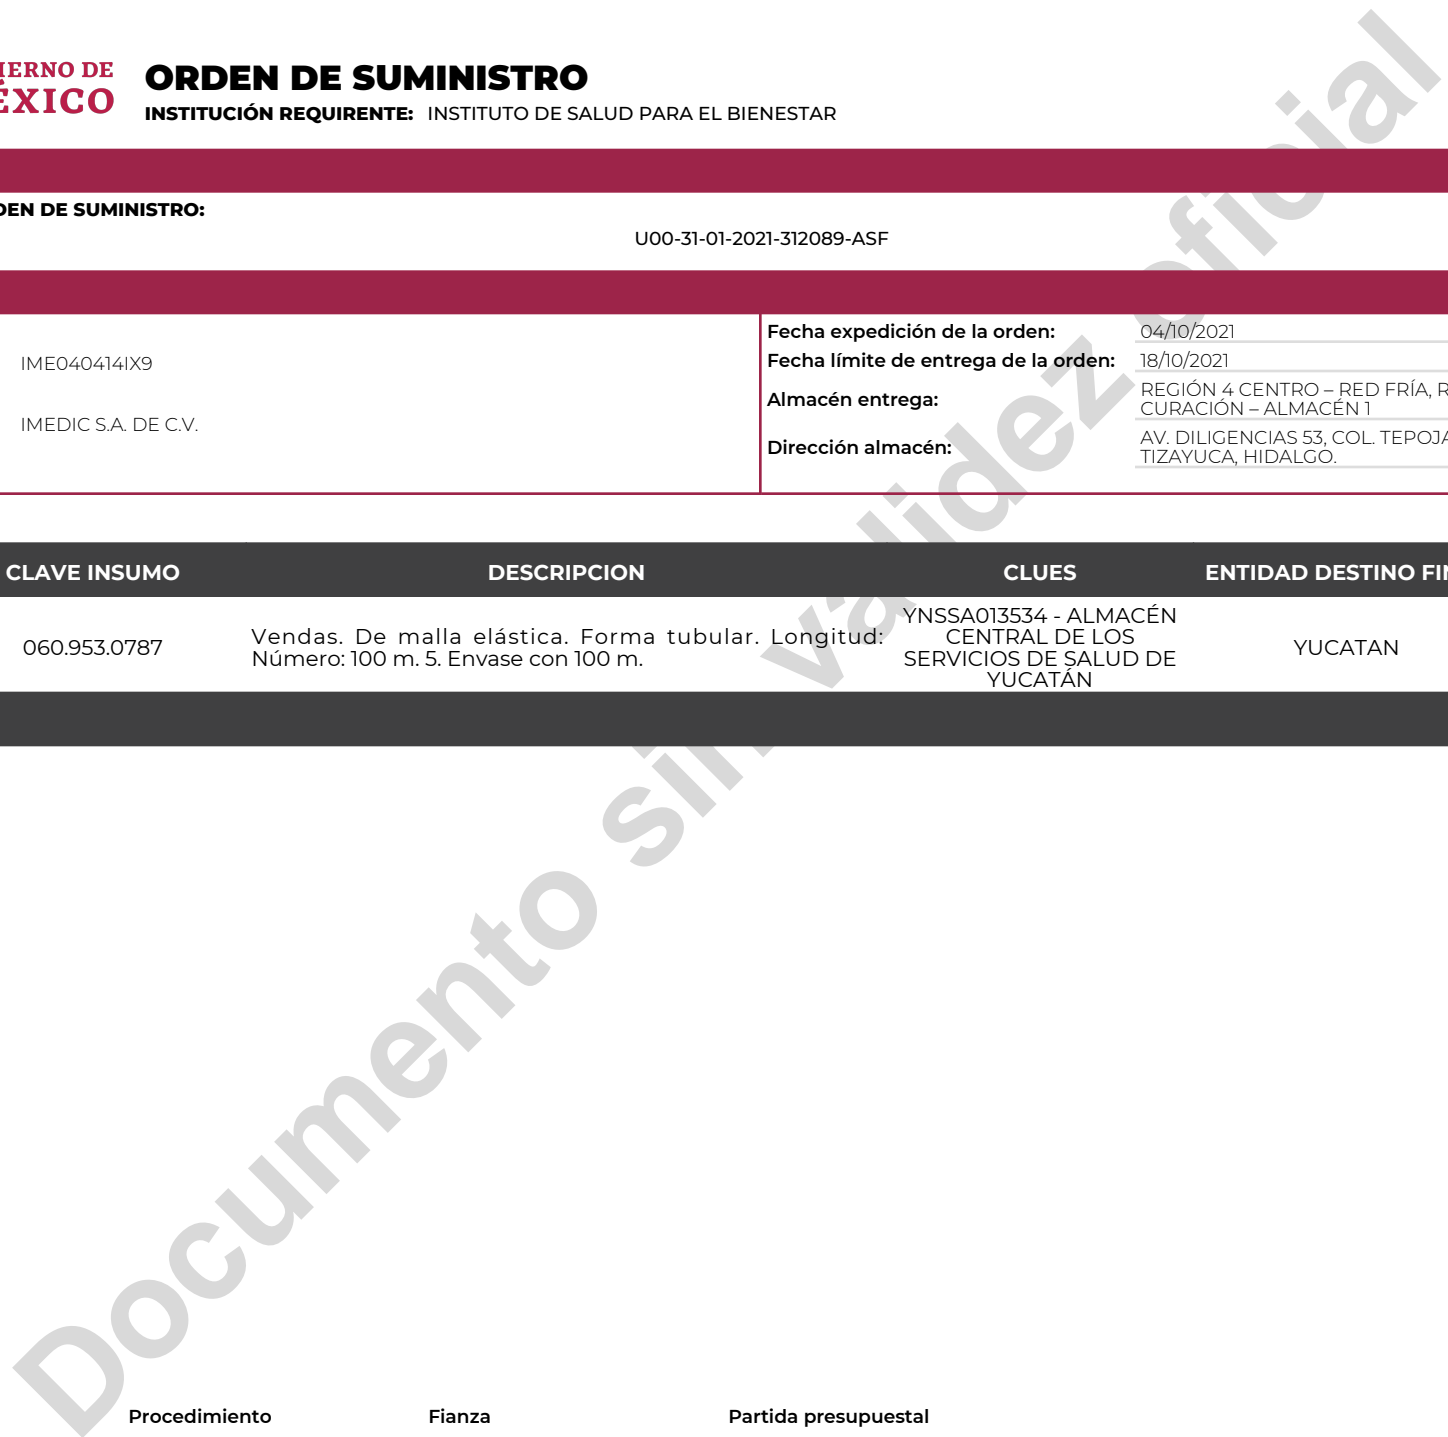 IERNO DE
ÉXICO
ORDEN DE SUMINISTRO
INSTITUCIÓN REQUIRENTE: INSTITUTO DE SALUD PARA EL BIENESTAR
DEN DE SUMINISTRO:
U00-31-01-2021-312089-ASF
IME040414IX9
IMEDIC S.A. DE C.V.
Fecha expedición de la orden: 04/10/2021
Fecha límite de entrega de la orden: 18/10/2021
Almacén entrega: REGIÓN 4 CENTRO – RED FRÍA, R
CURACIÓN – ALMACÉN 1
Dirección almacén: AV. DILIGENCIAS 53, COL. TEPOJA
TIZAYUCA, HIDALGO.
CLAVE INSUMO DESCRIPCION CLUES ENTIDAD DESTINO FIN
060.953.0787
Vendas. De malla elástica. Forma tubular. Longitud:
Número: 100 m. 5. Envase con 100 m.
YNSSA013534 - ALMACÉN
CENTRAL DE LOS
SERVICIOS DE SALUD DE
YUCATÁN
YUCATAN
Documento sin validez oficial
Procedimiento Fianza Partida presupuestal